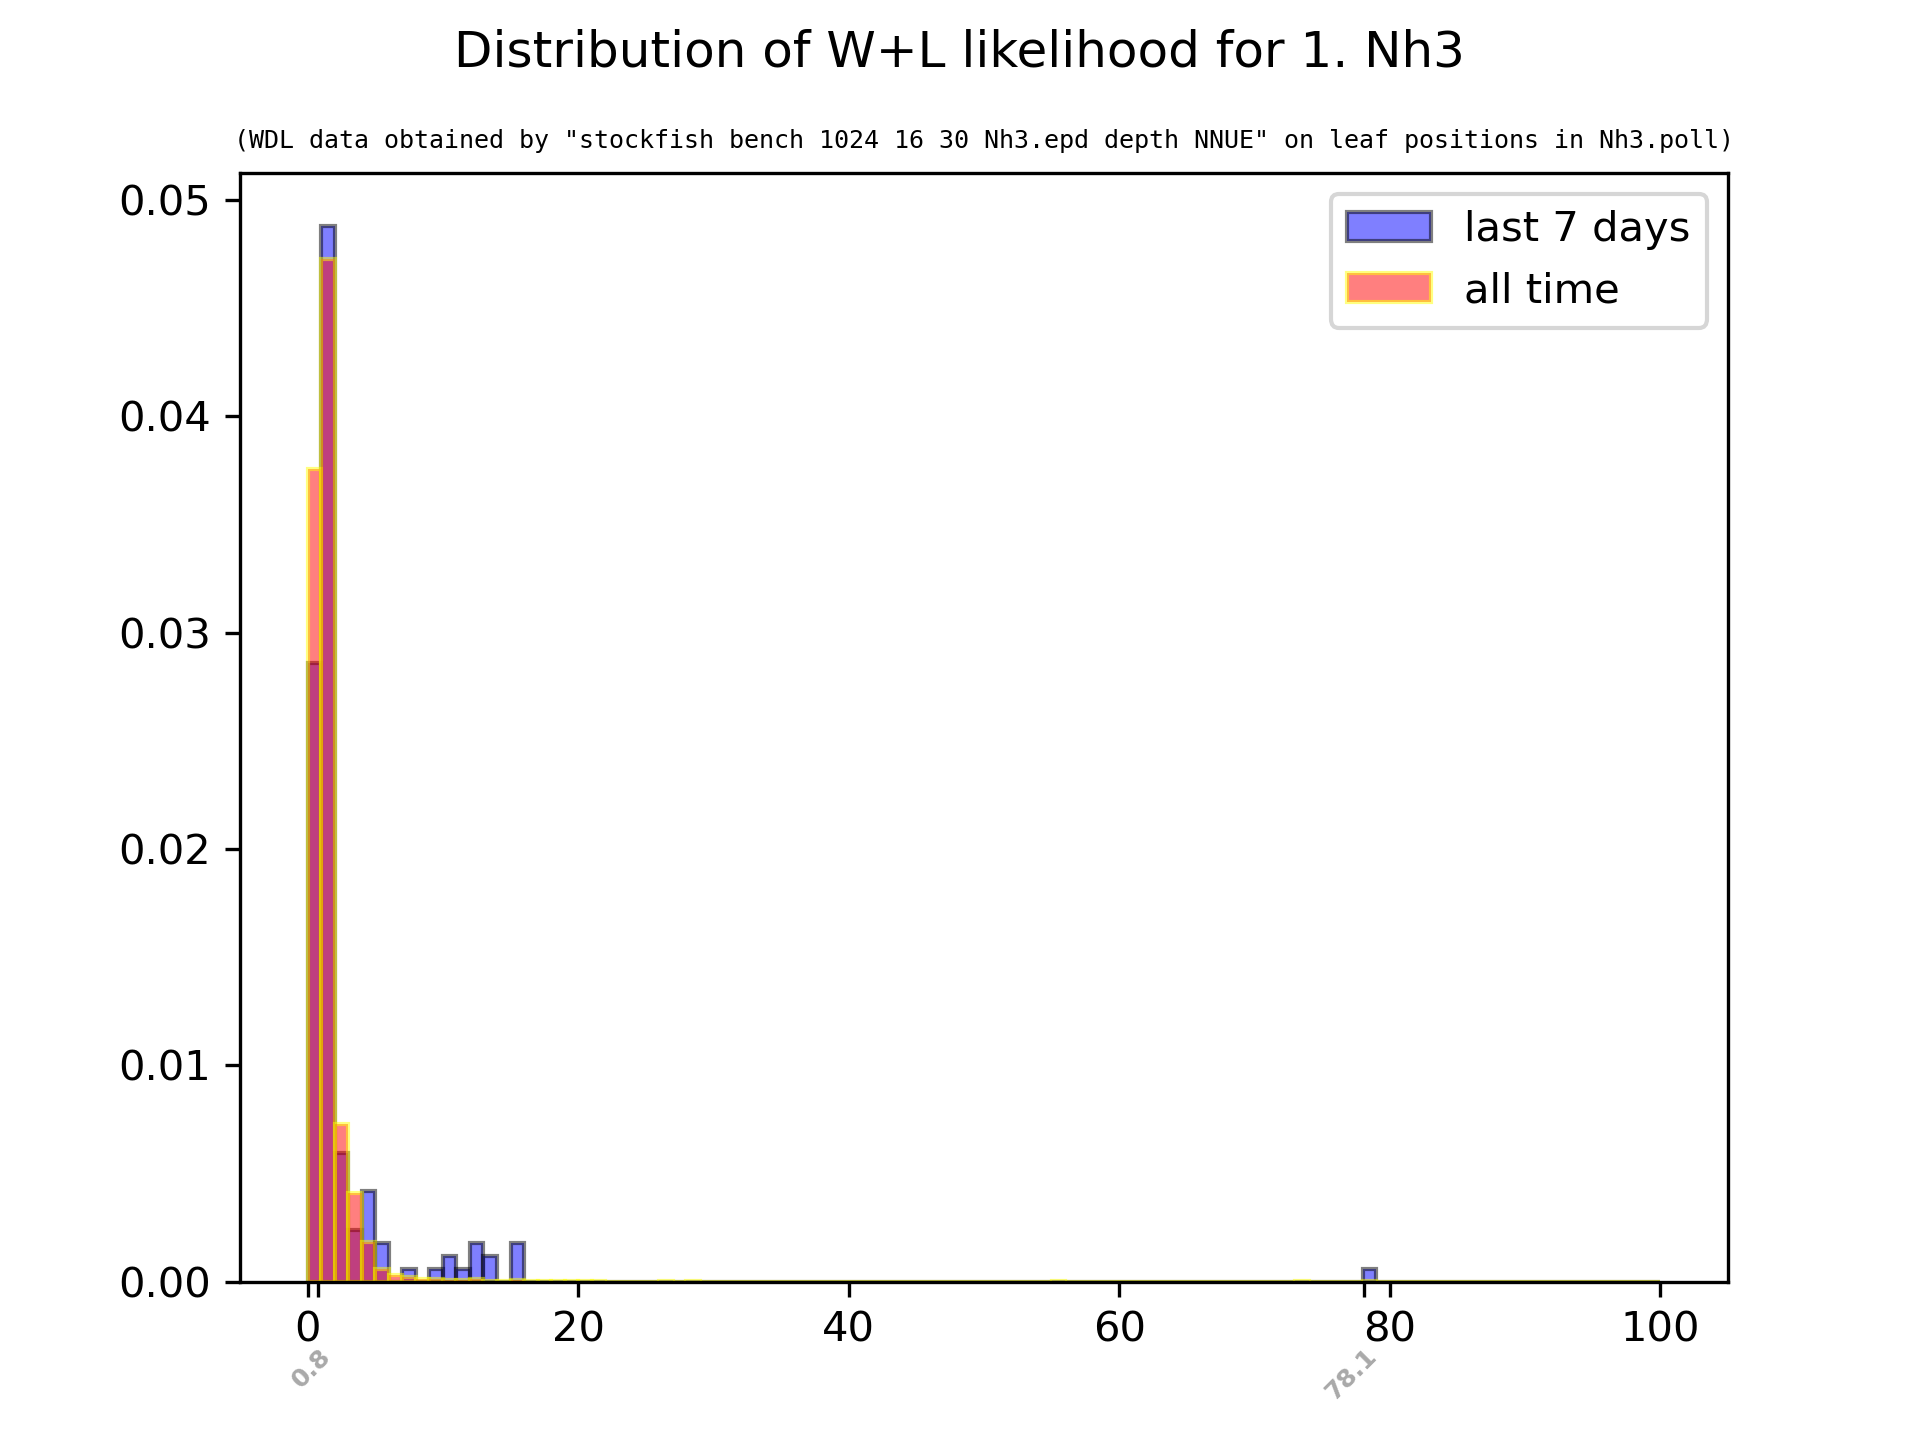 Distribution of W+L likelihood for 1. Nh3
(WDL data obtained by "stockfish bench 1024 16 30 Nh3.epd depth NNUE" on leaf positions in Nh3.poll)
last 7 days
all time
0.05
0.04
0.03
0.02
0.01
0.00
0 20 40 60 80 100
0.8 78.1